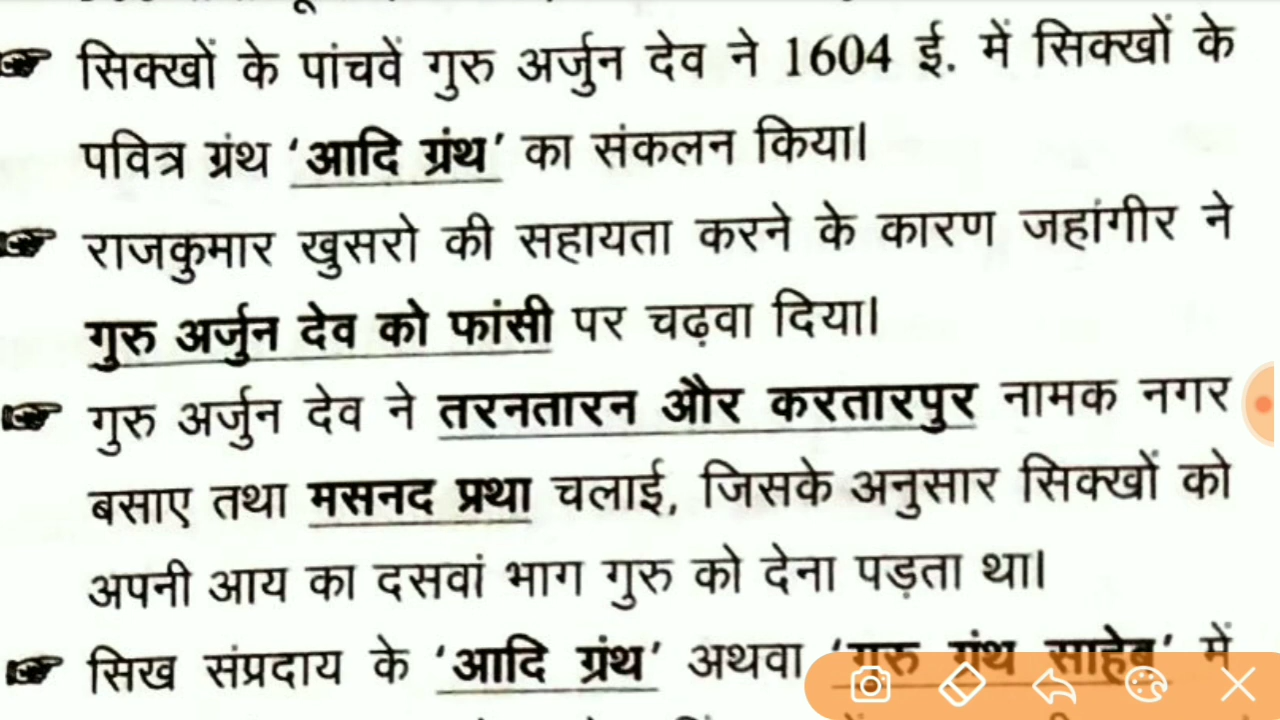 सिक्खों के पांचवें गुरु अर्जुन देव ने 1604 ई. में सिक्खों के
पवित्र ग्रंथ ‘आदि ग्रंथ’ का संकलन किया।
राजकुमार खुसरो की सहायता करने के कारण जहांगीर ने
गुरु अर्जुन देव को फांसी पर चढ़वा दिया।
गुरु अर्जुन देव ने तरनतारन और करतारपुर नामक नगर
बसाए तथा मसनद प्रथा चलाई, जिसके अनुसार सिक्खों को
अपनी आय का दसवां भाग गुरु को देना पड़ता था।
सिख संप्रदाय के ‘आदि ग्रंथ’ अथवा ‘गुरु ग्रंथ साहेब’ में